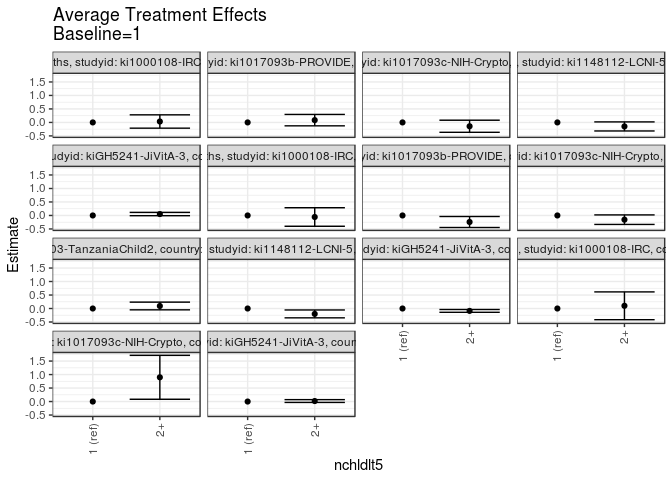 Average Treatment Effects
Baseline=1
ths, studyid: ki1000108-IRC
yid: ki1017093b-PROVIDE,
yid: ki1017093c-NIH-Crypto,
, studyid: ki1148112-LCNI-5
1.5
1.0
0.5
0.0
-0.5
udyid: kiGH5241-JiVitA-3, co
ths, studyid: ki1000108-IRC,
yid: ki1017093b-PROVIDE,
id: ki1017093c-NIH-Crypto,
1.5
1.0
0.5
0.0
-0.5
03-TanzaniaChild2, country:
studyid: ki1148112-LCNI-5
dyid: kiGH5241-JiVitA-3, co
, studyid: ki1000108-IRC, co
1.5
1.0
0.5
0.0
-0.5
: ki1017093c-NIH-Crypto, co
yid: kiGH5241-JiVitA-3, cour
1.5
1.0
0.5
0.0
-0.5
1 (ref)
2+
1 (ref)
2+
1 (ref)
2+
1 (ref)
2+
Estimate
nchldlt5